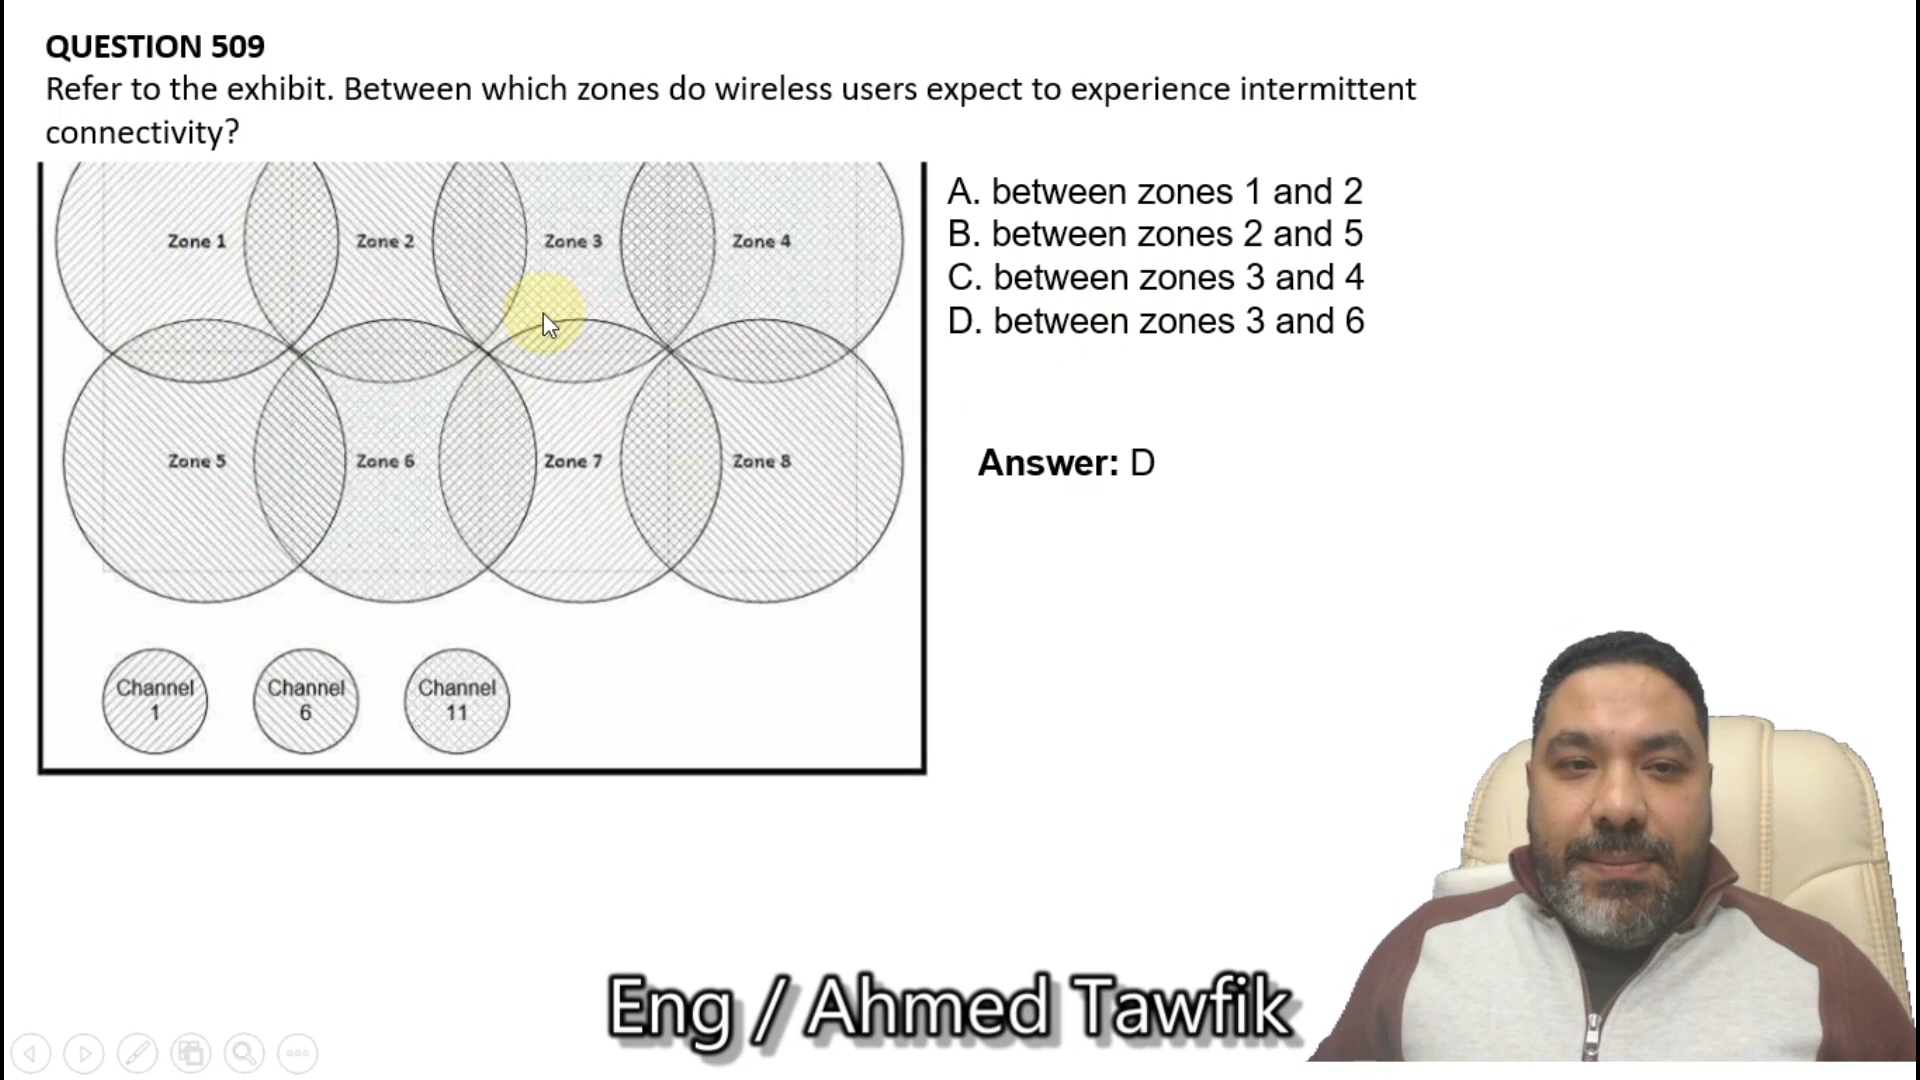 QUESTION 509
Refer to the exhibit. Between which zones do wireless users expect to experience intermittent
connectivity?
Zone 1
Zone 2
Zone 3
Zone 4
Zone 5
Zone 6
Zone 7
Zone 8
Channel
1
Channel
6
Channel
11
A. between zones 1 and 2
B. between zones 2 and 5
C. between zones 3 and 4
D. between zones 3 and 6
Answer: D
Eng / Ahmed Tawfik